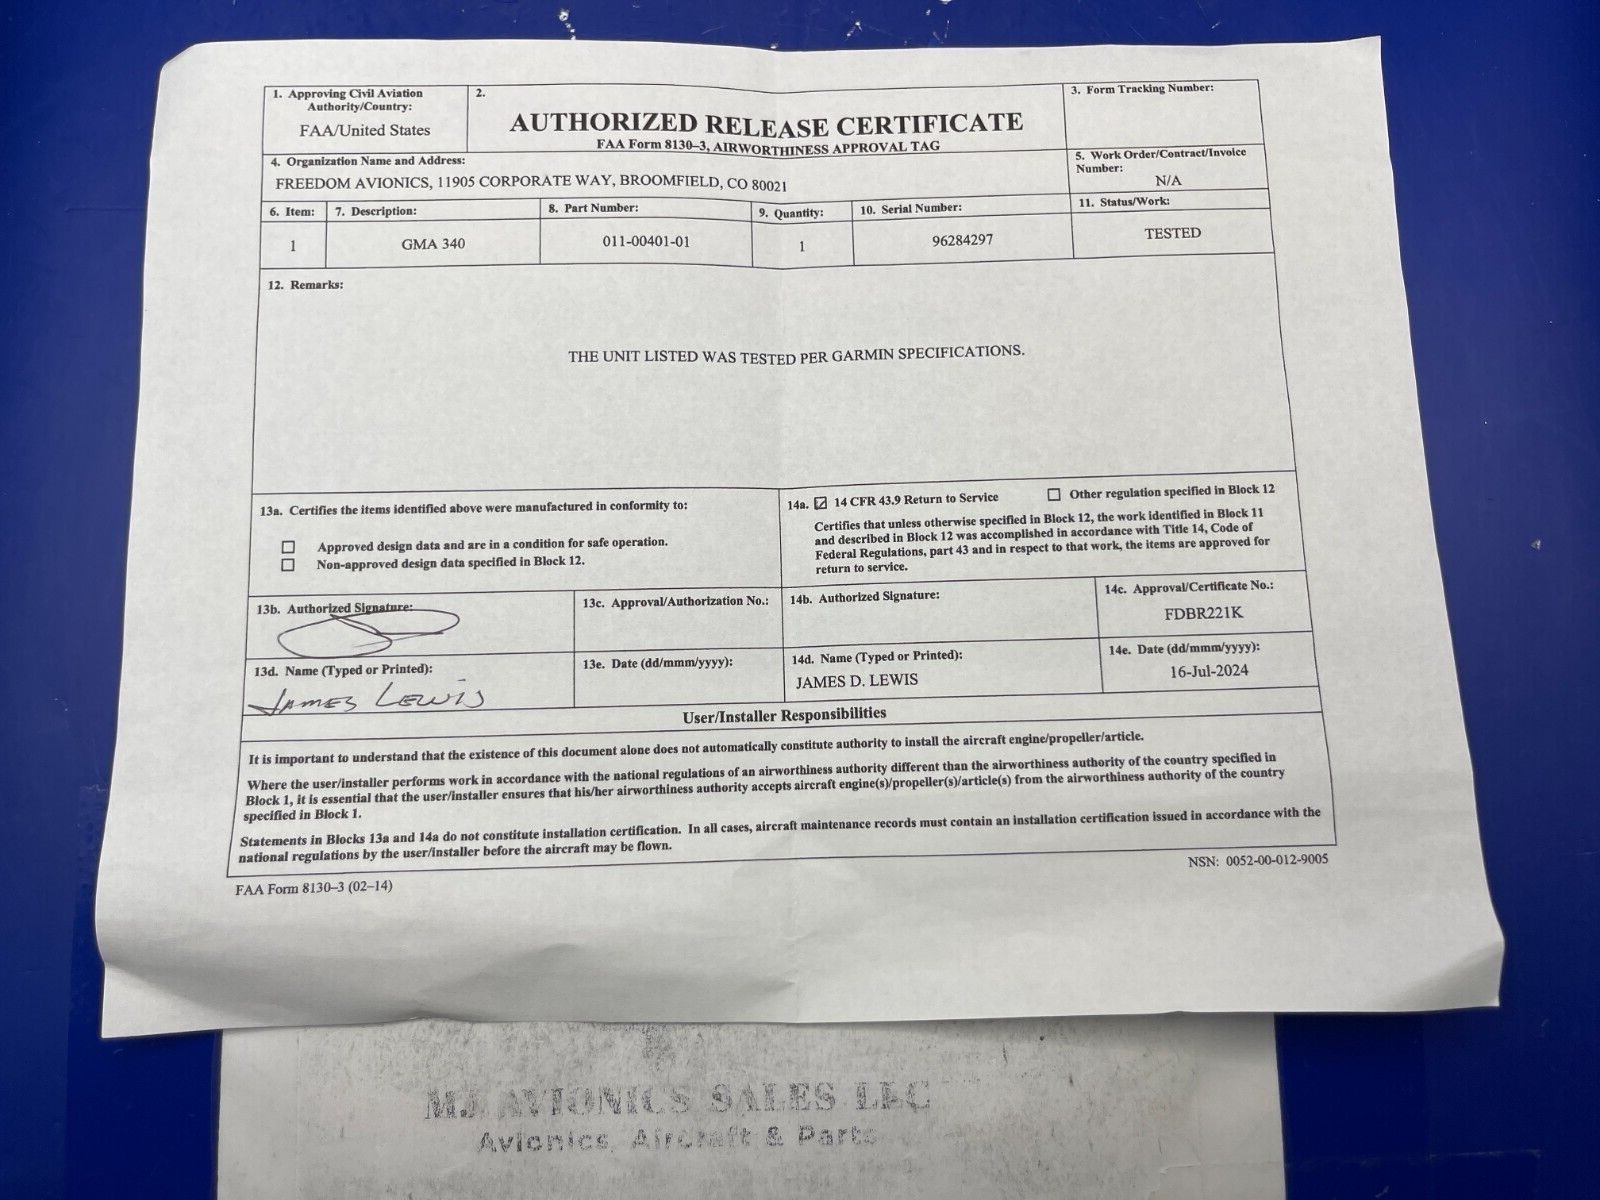 1. Approving Civil Aviation
Authority/Country:
FAA/United States
2.
AUTHORIZED RELEASE CERTIFICATE
FAA Form 8130–3, AIRWORTHINESS APPROVAL TAG
3. Form Tracking Number:
4. Organization Name and Address:
FREEDOM AVIONICS, 11905 CORPORATE WAY, BROOMFIELD, CO 80021
5. Work Order/Contract/Invoice
Number:
N/A
6. Item:
7. Description:
8. Part Number:
9. Quantity:
10. Serial Number:
11. Status/Work:
1
GMA 340
011-00401-01
1
96284297
TESTED
12. Remarks:
THE UNIT LISTED WAS TESTED PER GARMIN SPECIFICATIONS.
13a. Certifies the items identified above were manufactured in conformity to:
Approved design data and are in a condition for safe operation.
Non-approved design data specified in Block 12.
14a. 14 CFR 43.9 Return to Service
Other regulation specified in Block 12
Certifies that unless otherwise specified in Block 12, the work identified in Block 11
and described in Block 12 was accomplished in accordance with Title 14, Code of
Federal Regulations, part 43 and in respect to that work, the items are approved for
return to service.
13b. Authorized Signature:
13c. Approval/Authorization No.:
14b. Authorized Signature:
14c. Approval/Certificate No.:
FDBR221K
13d. Name (Typed or Printed):
JAMES LEWIS
13e. Date (dd/mmm/yyyy):
14d. Name (Typed or Printed):
JAMES D. LEWIS
14e. Date (dd/mmm/yyyy):
16-Jul-2024
User/Installer Responsibilities
It is important to understand that the existence of this document alone does not automatically constitute authority to install the aircraft engine/propeller/article.
Where the user/installer performs work in accordance with the national regulations of an airworthiness authority different than the airworthiness authority of the country specified in
Block 1, it is essential that the user/installer ensures that his/her airworthiness authority accepts aircraft engine(s)/propeller(s)/article(s) from the airworthiness authority of the country
specified in Block 1.
Statements in Blocks 13a and 14a do not constitute installation certification. In all cases, aircraft maintenance records must contain an installation certification issued in accordance with the
national regulations by the user/installer before the aircraft may be flown.
FAA Form 8130–3 (02–14)
NSN: 0052-00-012-9005
MJ AVIONICS SALES LLC
Avionics, Aircraft & Parts